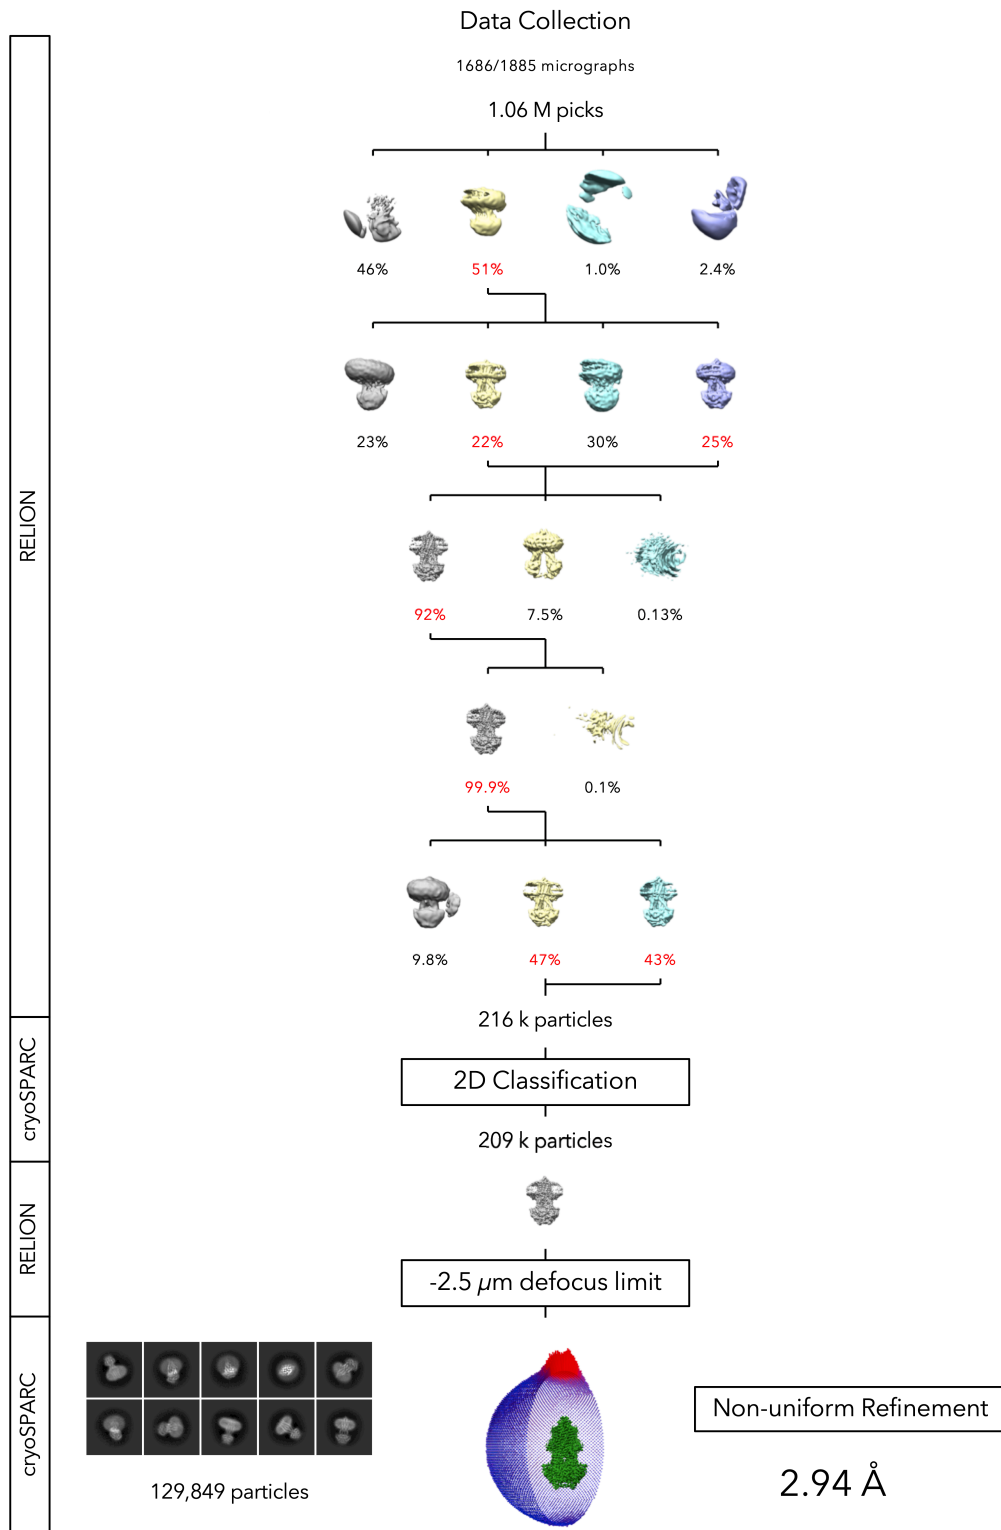 Data Collection
1686/1885 micrographs
1.06 M picks
46%
51%
1.0%
2.4%
23%
22%
30%
25%
RELION
92%
7.5%
0.13%
99.9%
0.1%
9.8%
47%
43%
216 k particles
cryoSPARC
2D Classification
209 k particles
RELION
-2.5 µm defocus limit
cryoSPARC
129,849 particles
Non-uniform Refinement
2.94 Å